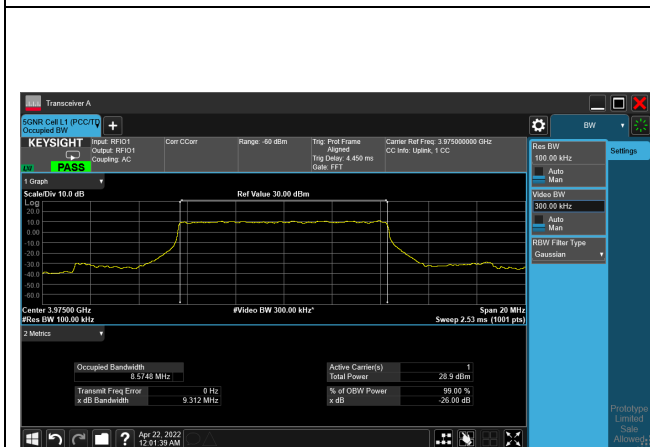 Transceiver A
5GNR Cell L1 (PCC/TD
Occupied BW
BW
KEYSIGHT
Input: RFIO1
Output: RFIO1
Coupling: AC
Corr CCorr
Range: -60 dBm
Trig: Prot Frame
Aligned
Trig Delay: 4.450 ms
Gate: FFT
Carrier Ref Freq: 3.975000000 GHz
CC Info: Uplink, 1 CC
PASS
1 Graph
Scale/Div 10.0 dB
Ref Value 30.00 dBm
Log
20.0
10.0
0.00
-10.0
-20.0
-30.0
-40.0
-50.0
-60.0
Center 3.97500 GHz
#Video BW 300.00 kHz*
Span 20 MHz
#Res BW 100.00 kHz
Sweep 2.53 ms (1001 pts)
2 Metrics
Occupied Bandwidth
8.5748 MHz
Transmit Freq Error 0 Hz
x dB Bandwidth 9.312 MHz
Active Carrier(s) 1
Total Power 28.9 dBm
% of OBW Power 99.00 %
x dB -26.00 dB
Res BW
100.00 kHz
Auto
Man
Video BW
300.00 kHz
Auto
Man
RBW Filter Type
Gaussian
Settings
Prototype
Limited
Sale
Allowed
Apr 22, 2022
12:01:39 AM